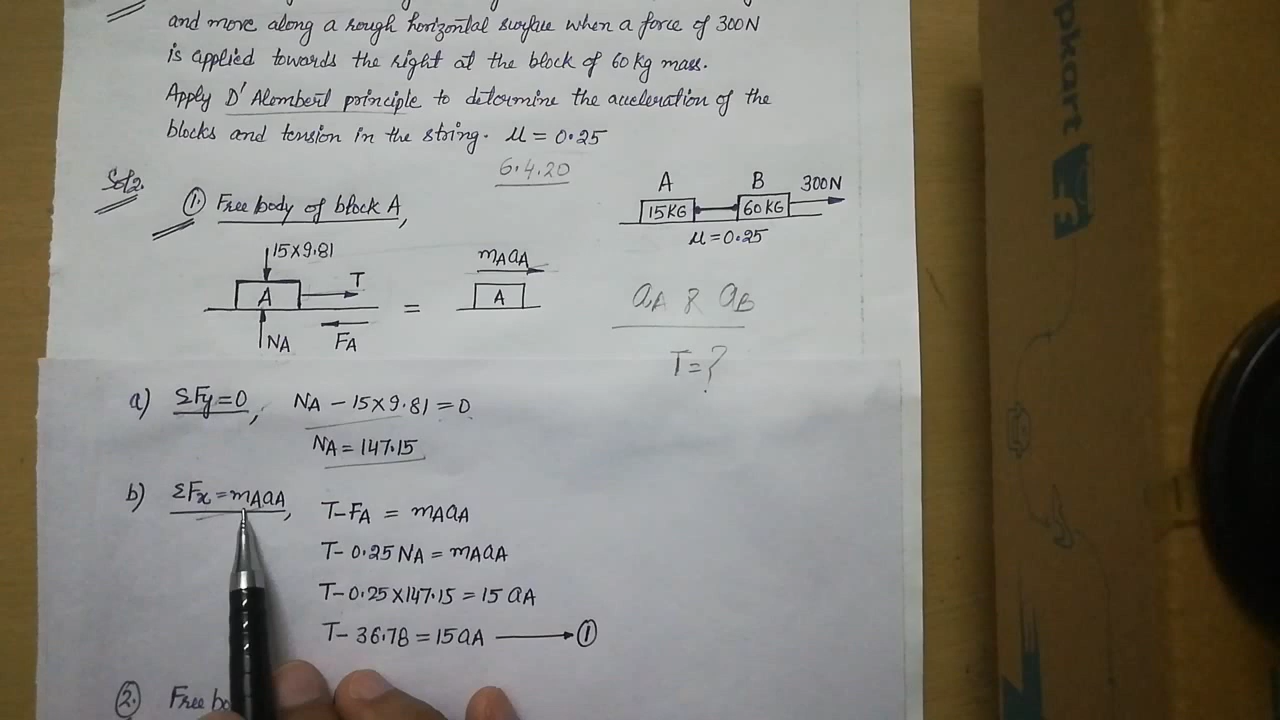 and move along a rough horizontal surface when a force of 300N
is applied towards the right at the block of 60 kg mass.
Apply D' Alombert principle to determine the acceleration of the
blocks and tension in the string. μ = 0.25
6.4.20
Sol2.
1. Free body of block A,
A B 300N
15KG 60KG
μ=0.25
15×9.81
A T
NA FA
=
mAaA
A
aA & aB
T=?
a) ΣFy=0, NA - 15×9.81=0
NA = 147.15
b) ΣFx=mAaA, T-FA = mAaA
T- 0.25 NA = mAaA
T-0.25×147.15 = 15 aA
T- 36.78 = 15aA 1
2. Free bo
pkart